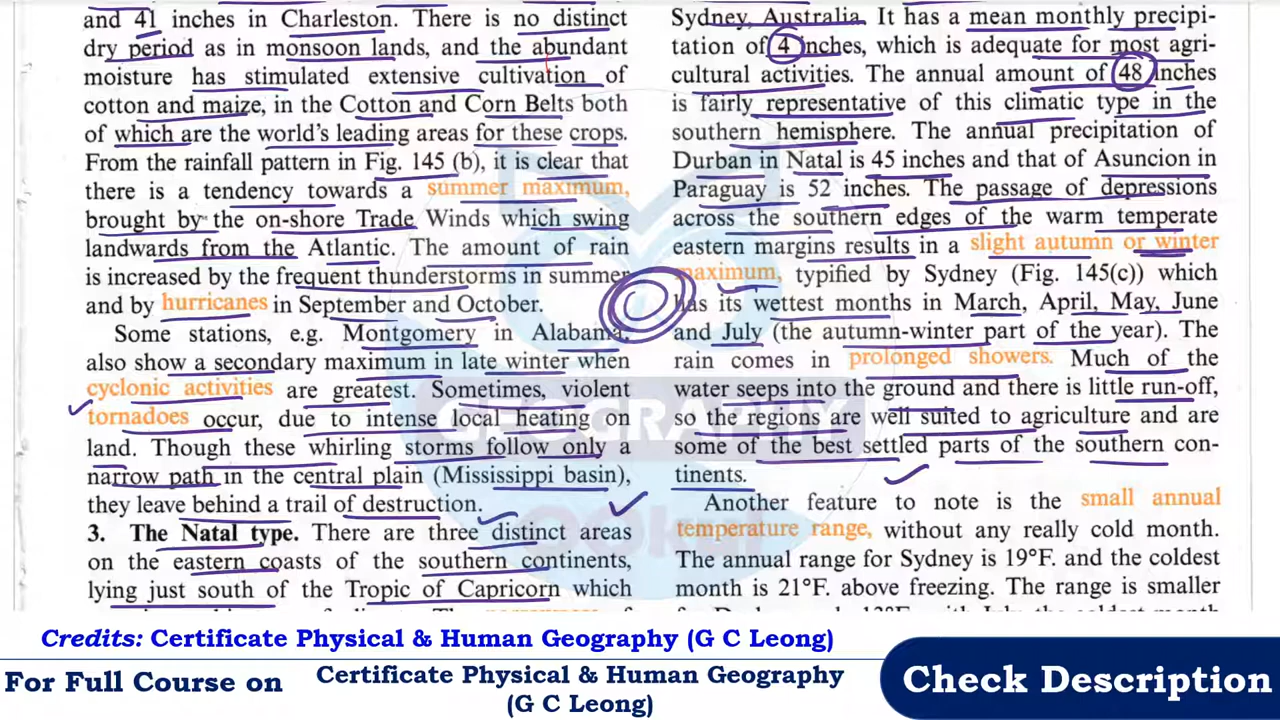 and 41 inches in Charleston. There is no distinct
dry period as in monsoon lands, and the abundant
moisture has stimulated extensive cultivation of
cotton and maize, in the Cotton and Corn Belts both
of which are the world's leading areas for these crops.
From the rainfall pattern in Fig. 145 (b), it is clear that
there is a tendency towards a summer maximum,
brought by the on-shore Trade Winds which swing
landwards from the Atlantic. The amount of rain
is increased by the frequent thunderstorms in summer
and by hurricanes in September and October.
Some stations, e.g. Montgomery in Alabama,
also show a secondary maximum in late winter when
cyclonic activities are greatest. Sometimes, violent
tornadoes occur, due to intense local heating on
land. Though these whirling storms follow only a
narrow path in the central plain (Mississippi basin),
they leave behind a trail of destruction.
3. The Natal type. There are three distinct areas
on the eastern coasts of the southern continents,
lying just south of the Tropic of Capricorn which
Sydney, Australia. It has a mean monthly precipi-
tation of 4 inches, which is adequate for most agri-
cultural activities. The annual amount of 48 inches
is fairly representative of this climatic type in the
southern hemisphere. The annual precipitation of
Durban in Natal is 45 inches and that of Asuncion in
Paraguay is 52 inches. The passage of depressions
across the southern edges of the warm temperate
eastern margins results in a slight autumn or winter
maximum, typified by Sydney (Fig. 145(c)) which
has its wettest months in March, April, May, June
and July (the autumn-winter part of the year). The
rain comes in prolonged showers. Much of the
water seeps into the ground and there is little run-off,
so the regions are well suited to agriculture and are
some of the best settled parts of the southern con-
tinents.
Another feature to note is the small annual
temperature range, without any really cold month.
The annual range for Sydney is 19°F. and the coldest
month is 21°F. above freezing. The range is smaller
GEOGRAPHY
Credits: Certificate Physical & Human Geography (G C Leong)
For Full Course on
Certificate Physical & Human Geography
(G C Leong)
Check Description